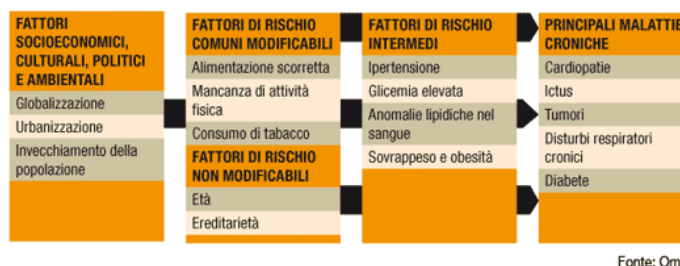 FATTORI
SOCIOECONOMICI,
CULTURALI, POLITICI
E AMBIENTALI
Globalizzazione
Urbanizzazione
Invecchiamento della
popolazione
FATTORI DI RISCHIO
COMUNI MODIFICABILI
Alimentazione scorretta
Mancanza di attività
fisica
Consumo di tabacco
FATTORI DI RISCHIO
NON MODIFICABILI
Età
Ereditarietà
FATTORI DI RISCHIO
INTERMEDI
Ipertensione
Glicemia elevata
Anomalie lipidiche nel
sangue
Sovrappeso e obesità
PRINCIPALI MALATTIE
CRONICHE
Cardiopatie
Ictus
Tumori
Disturbi respiratori
cronici
Diabete
Fonte: Om